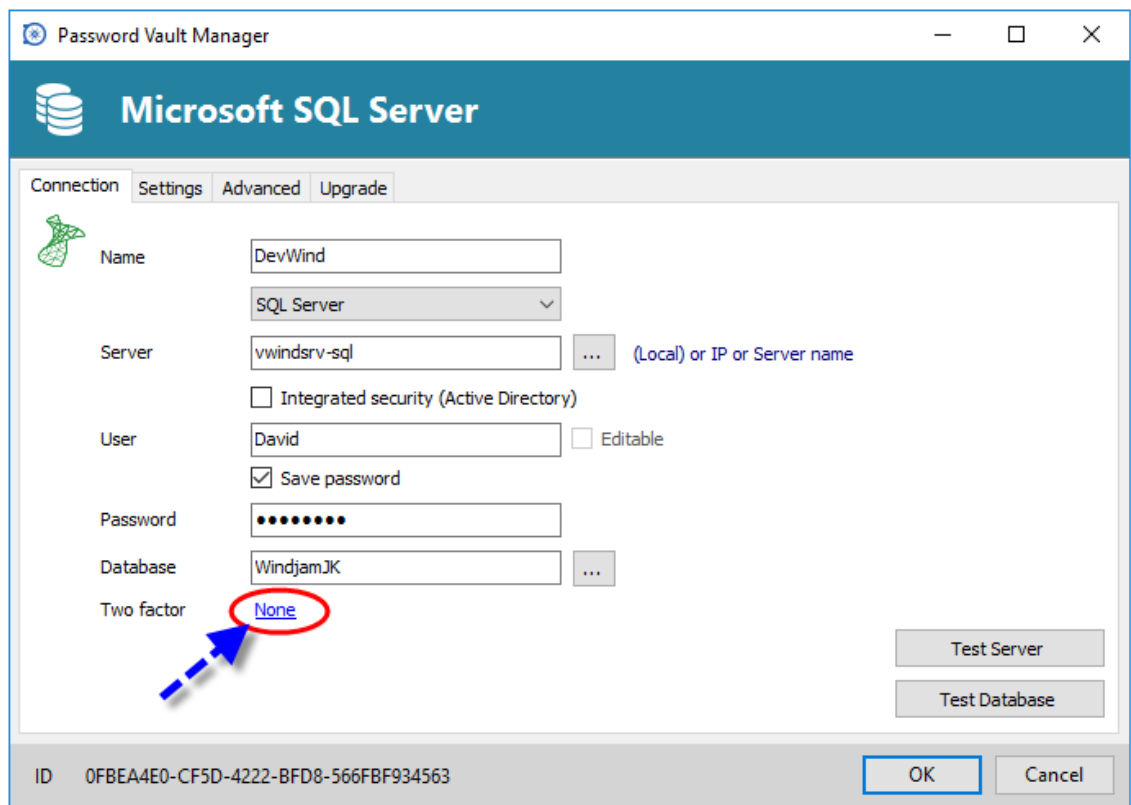 Password Vault Manager
Microsoft SQL Server
Connection Settings Advanced Upgrade
Name DevWind
SQL Server
Server vwindsrv-sql ... (Local) or IP or Server name
Integrated security (Active Directory)
User David Editable
Save password
Password ••••••••
Database WindjamJK ...
Two factor None
Test Server
Test Database
ID 0FBEA4E0-CF5D-4222-BFD8-566FBF934563 OK Cancel